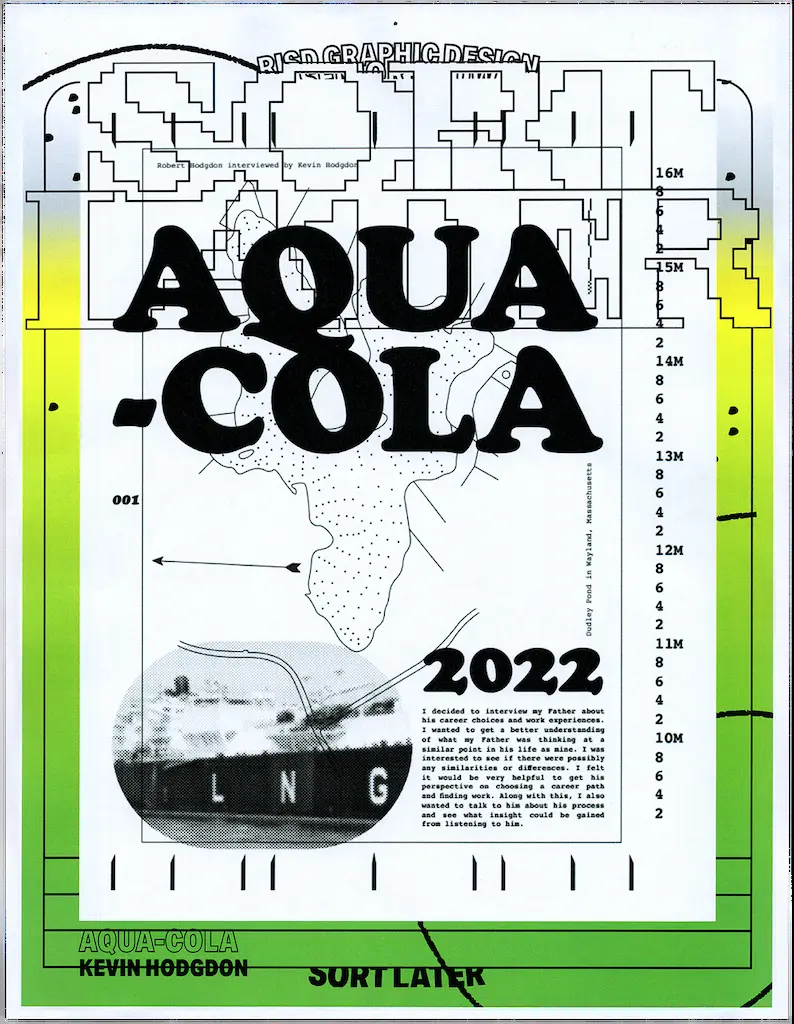 RISD GRAPHIC DESIGN
SORT
LATER
Robert Hodgdon interviewed by Kevin Hodgdon
AQUA
-COLA
001
Dudley Pond in Wayland, Massachusetts
16M
8
6
4
2
15M
8
6
4
2
14M
8
6
4
2
13M
8
6
4
2
12M
8
6
4
2
11M
8
6
4
2
10M
8
6
4
2
L N G
2022
I decided to interview my Father about
his career choices and work experiences.
I wanted to get a better understanding
of what my Father was thinking at a
similar point in his life as mine. I was
interested to see if there were possibly
any similarities or differences. I felt
it would be very helpful to get his
perspective on choosing a career path
and finding work. Along with this, I also
wanted to talk to him about his process
and see what insight could be gained
from listening to him.
AQUA-COLA
KEVIN HODGDON
SORT LATER